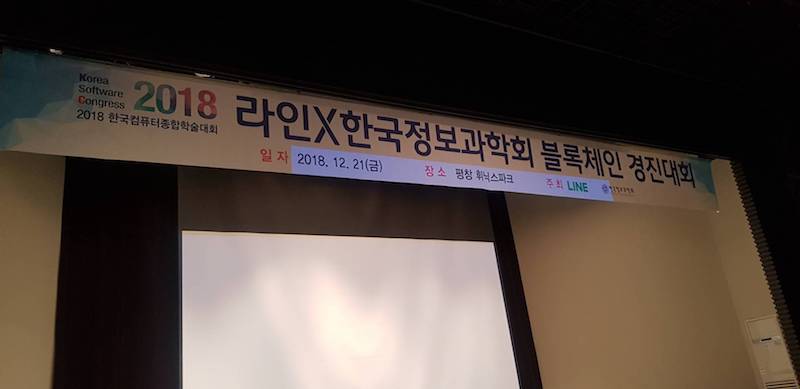 Korea
Software
Congress 2018
2018 한국컴퓨터종합학술대회
라인X한국정보과학회 블록체인 경진대회
일 자 2018. 12. 21(금) 장 소 평창 휘닉스파크 주 최 LINE